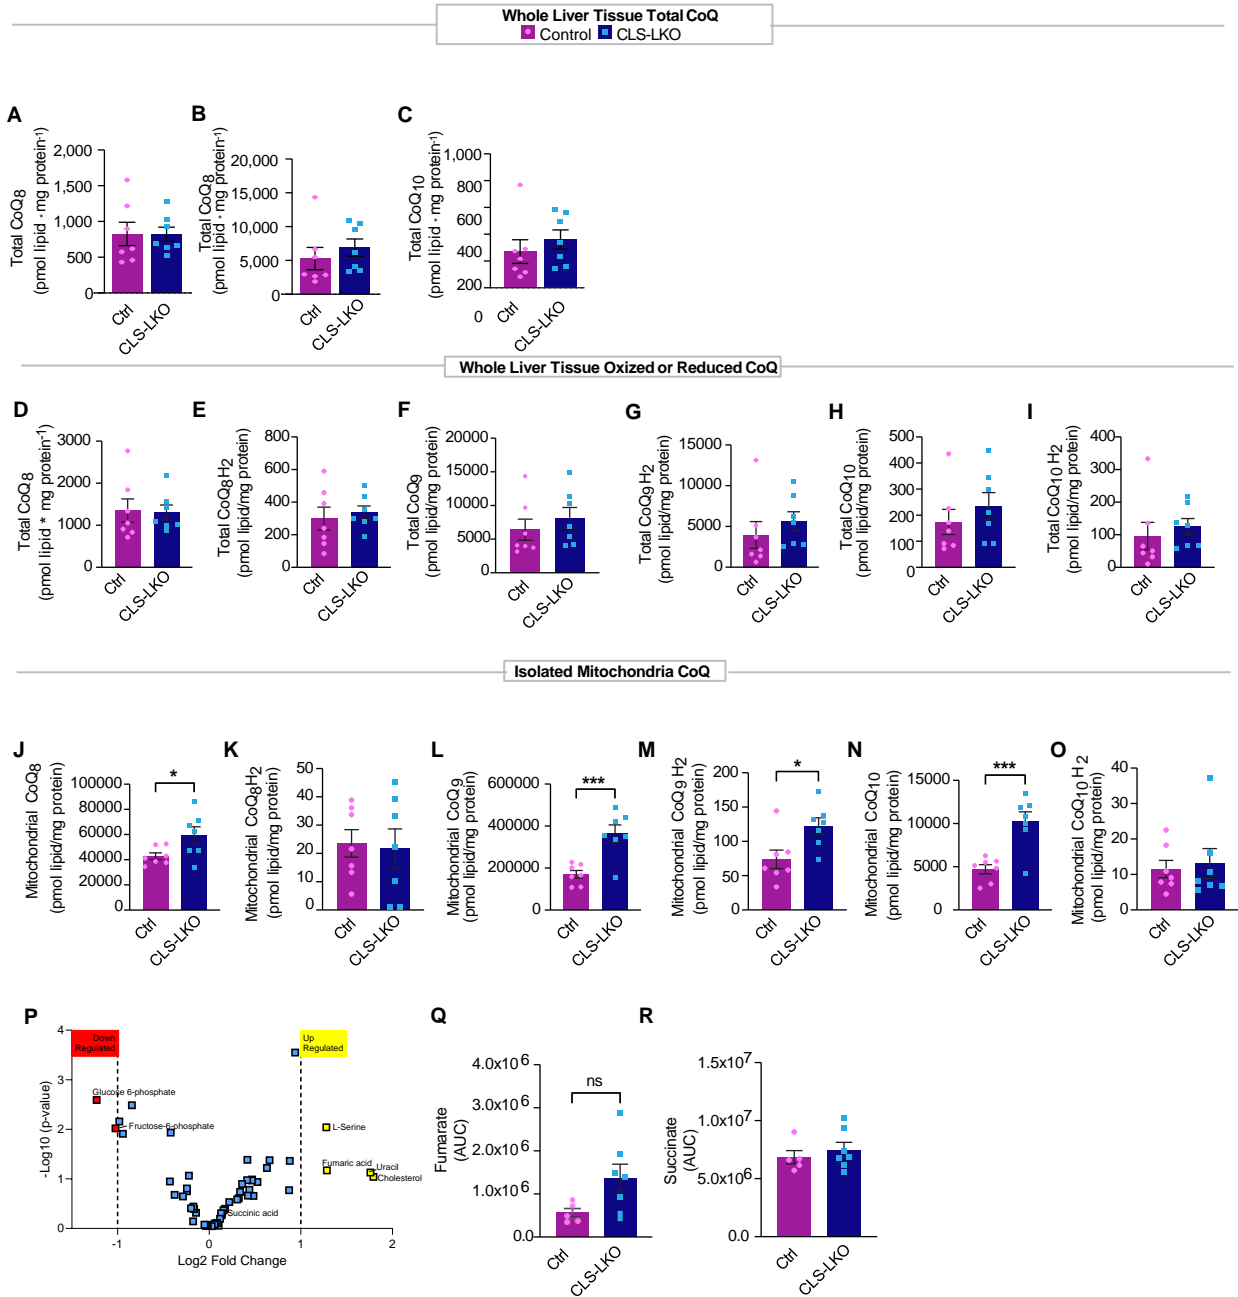 Whole Liver Tissue Total CoQ
Control CLS-LKO
A
Total CoQ8
(pmol lipid · mg protein-1)
2,000
1,500
1,000
500
0
Ctrl
CLS-LKO
B
Total CoQ8
(pmol lipid · mg protein-1)
20,000
15,000
10,000
5,000
0
Ctrl
CLS-LKO
C
Total CoQ10
(pmol lipid · mg protein-1)
1,000
800
600
400
200
0
Ctrl
CLS-LKO
Whole Liver Tissue Oxized or Reduced CoQ
D
Total CoQ8
(pmol lipid * mg protein-1)
3000
2000
1000
0
Ctrl
CLS-LKO
E
Total CoQ8H2
(pmol lipid/mg protein)
800
600
400
200
0
Ctrl
CLS-LKO
F
Total CoQ9
(pmol lipid/mg protein)
20000
15000
10000
5000
0
Ctrl
CLS-LKO
G
Total CoQ9H2
(pmol lipid/mg protein)
15000
10000
5000
0
Ctrl
CLS-LKO
H
Total CoQ10
(pmol lipid/mg protein)
500
400
300
200
100
0
Ctrl
CLS-LKO
I
Total CoQ10H2
(pmol lipid/mg protein)
400
300
200
100
0
Ctrl
CLS-LKO
Isolated Mitochondria CoQ
J
Mitochondrial CoQ8
(pmol lipid/mg protein)
100000
80000
60000
40000
20000
0
*
Ctrl
CLS-LKO
K
Mitochondrial CoQ8H2
(pmol lipid/mg protein)
50
40
30
20
10
0
Ctrl
CLS-LKO
L
Mitochondrial CoQ9
(pmol lipid/mg protein)
600000
400000
200000
0
***
Ctrl
CLS-LKO
M
Mitochondrial CoQ9H2
(pmol lipid/mg protein)
200
150
100
50
0
*
Ctrl
CLS-LKO
N
Mitochondrial CoQ10
(pmol lipid/mg protein)
15000
10000
5000
0
***
Ctrl
CLS-LKO
O
Mitochondrial CoQ10H2
(pmol lipid/mg protein)
40
30
20
10
0
Ctrl
CLS-LKO
P
-Log10 (p-value)
4
3
2
1
0
Down
Regulated
Up
Regulated
Glucose 6-phosphate
Fructose-6-phosphate
L-Serine
Fumaric acid
Uracil
Cholesterol
Succinic acid
-1
0
1
2
Log2 Fold Change
Q
Fumarate
(AUC)
4.0x10^6
3.0x10^6
2.0x10^6
1.0x10^6
0.0
ns
Ctrl
CLS-LKO
R
Succinate
(AUC)
1.5x10^7
1.0x10^7
5.0x10^6
0.0
Ctrl
CLS-LKO